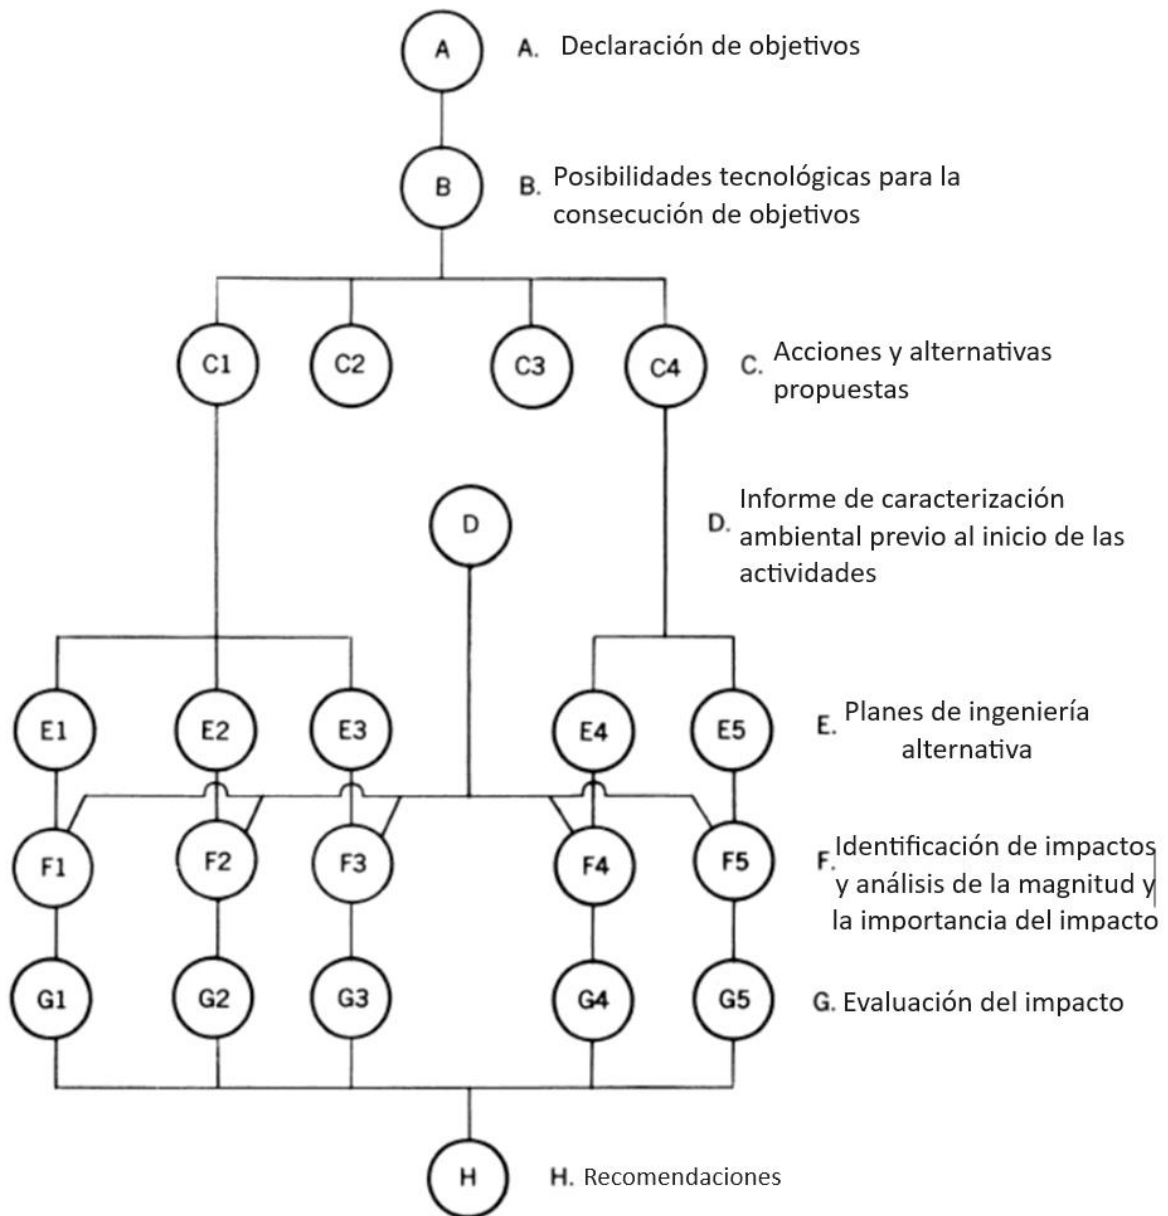 A
A. Declaración de objetivos
B
B. Posibilidades tecnológicas para la
consecución de objetivos
C1 C2 C3 C4
C. Acciones y alternativas
propuestas
D
D. Informe de caracterización
ambiental previo al inicio de las
actividades
E1 E2 E3 E4 E5
E. Planes de ingeniería
alternativa
F1 F2 F3 F4 F5
F. Identificación de impactos
y análisis de la magnitud y
la importancia del impacto
G1 G2 G3 G4 G5
G. Evaluación del impacto
H
H. Recomendaciones